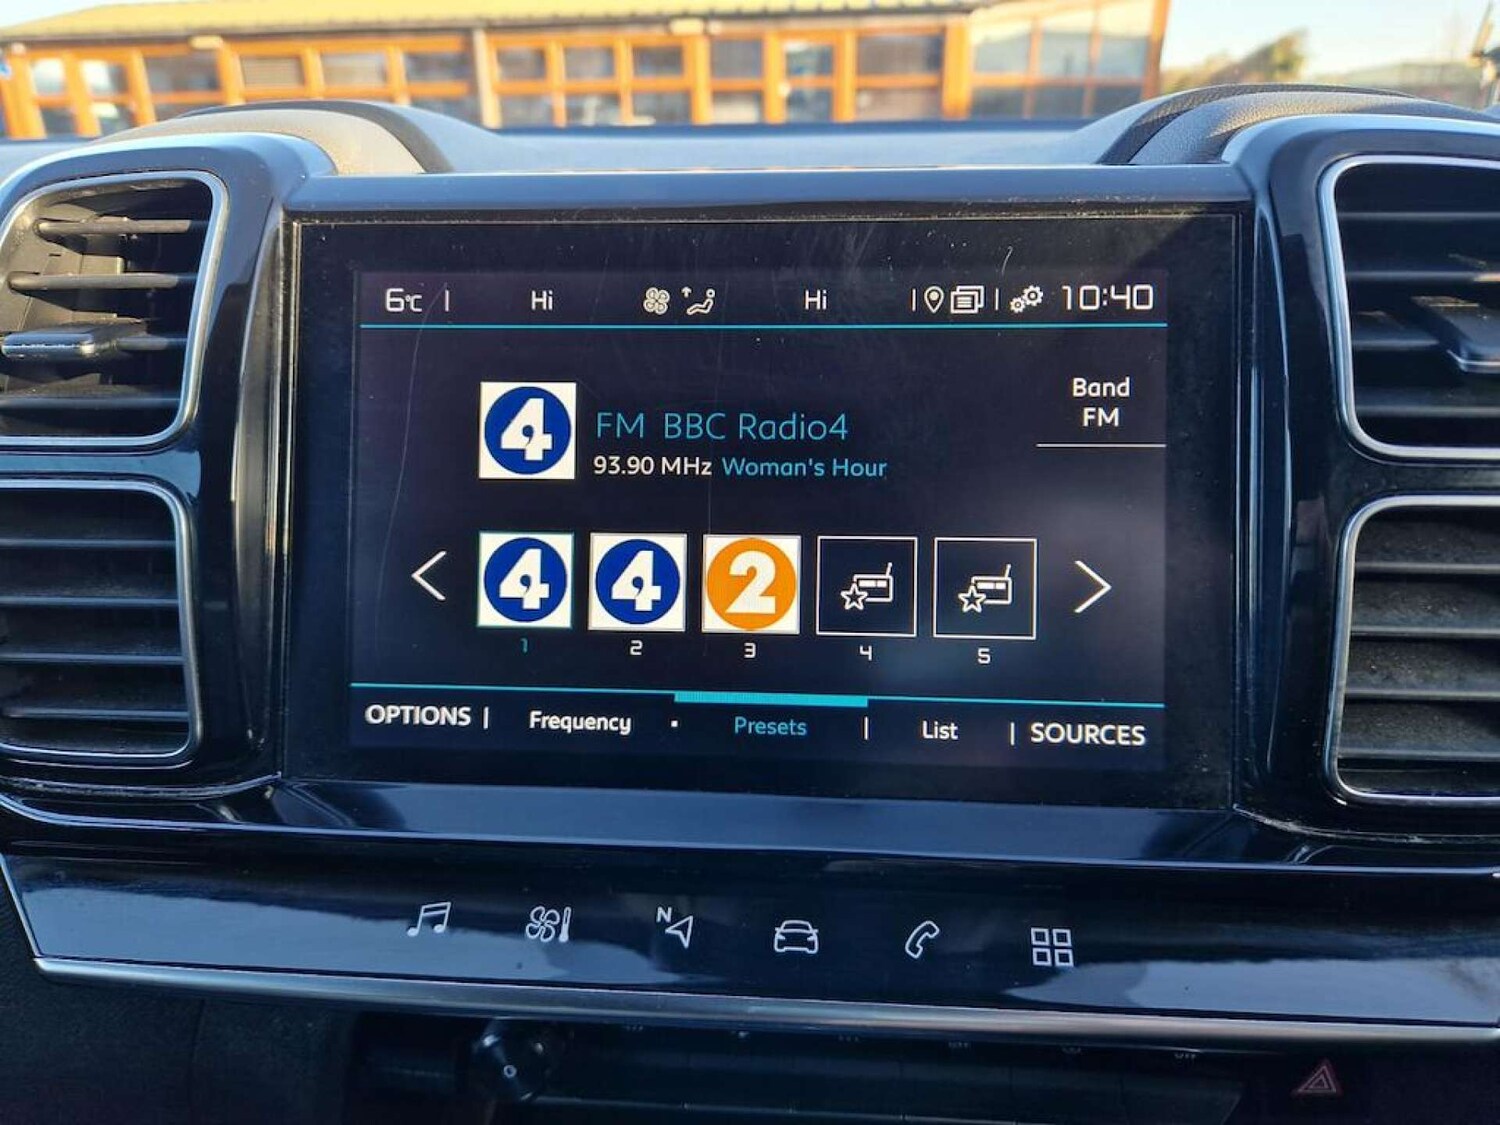 6°C | Hi Hi | | 10:40
Band
FM
4 FM BBC Radio4
93.90 MHz Woman's Hour
4 4 2
1 2 3 4 5
OPTIONS | Frequency · Presets | List | SOURCES
N